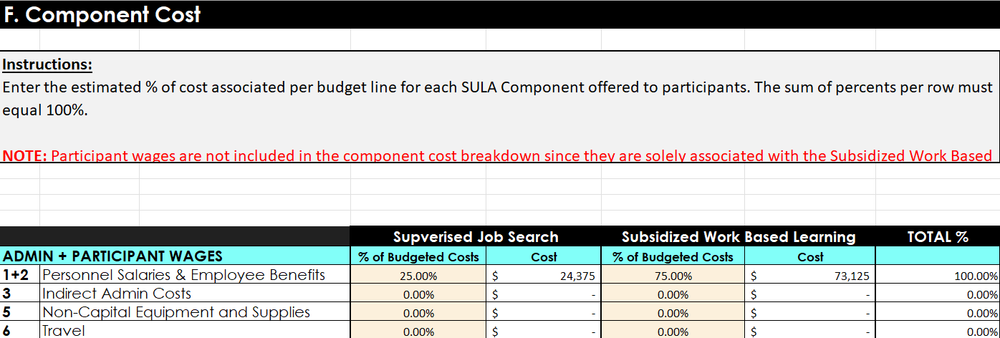 F. Component Cost
Instructions:
Enter the estimated % of cost associated per budget line for each SULA Component offered to participants. The sum of percents per row must
equal 100%.
NOTE: Participant wages are not included in the component cost breakdown since they are solely associated with the Subsidized Work Based
Supverised Job Search Subsidized Work Based Learning TOTAL %
ADMIN + PARTICIPANT WAGES % of Budgeted Costs Cost % of Budgeted Costs Cost
1+2 Personnel Salaries & Employee Benefits 25.00% $ 24,375 75.00% $ 73,125 100.00%
3 Indirect Admin Costs 0.00% $ - 0.00% $ - 0.00%
5 Non-Capital Equipment and Supplies 0.00% $ - 0.00% $ - 0.00%
6 Travel 0.00% $ - 0.00% $ - 0.00%